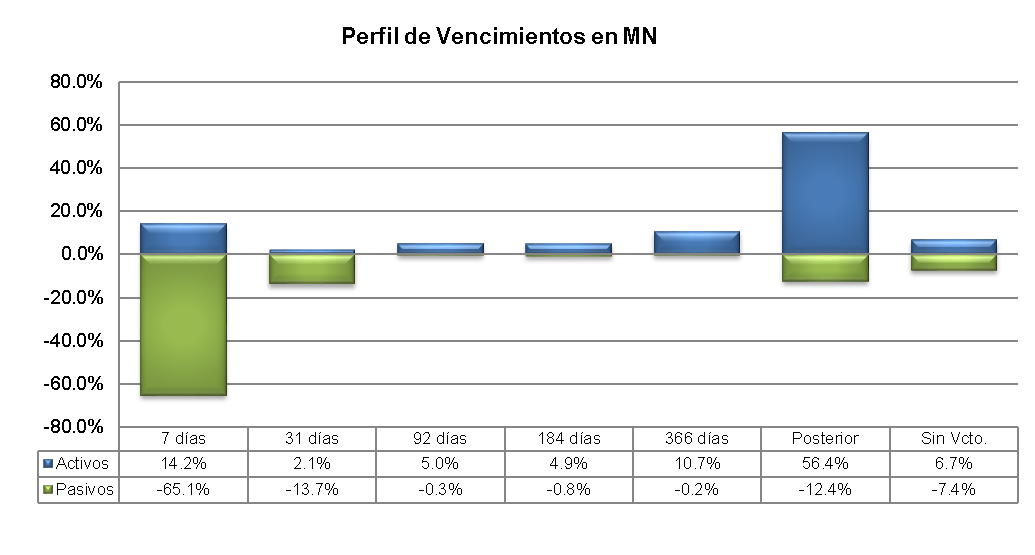 Perfil de Vencimientos en MN
80.0%
60.0%
40.0%
20.0%
0.0%
-20.0%
-40.0%
-60.0%
-80.0%
7 días 31 días 92 días 184 días 366 días Posterior Sin Vcto.
Activos 14.2% 2.1% 5.0% 4.9% 10.7% 56.4% 6.7%
Pasivos -65.1% -13.7% -0.3% -0.8% -0.2% -12.4% -7.4%